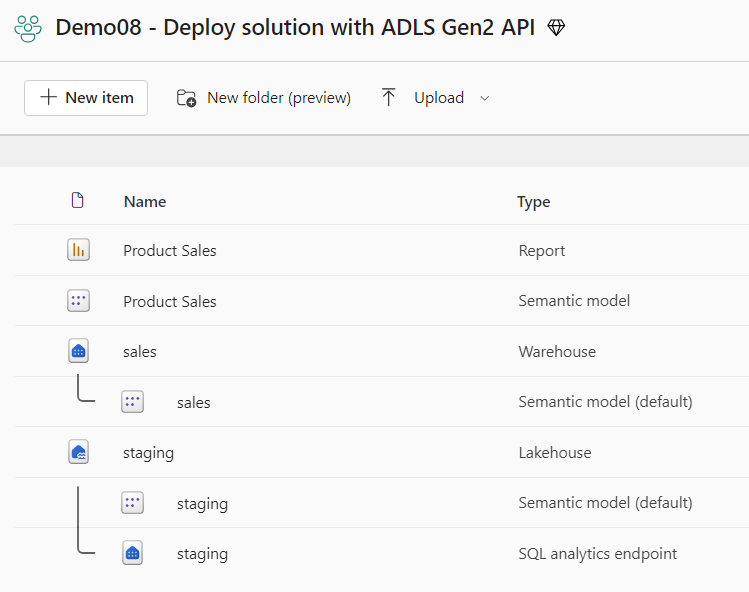 Demo08 - Deploy solution with ADLS Gen2 API
New item New folder (preview) Upload
Name Type
Product Sales Report
Product Sales Semantic model
sales Warehouse
sales Semantic model (default)
staging Lakehouse
staging Semantic model (default)
staging SQL analytics endpoint